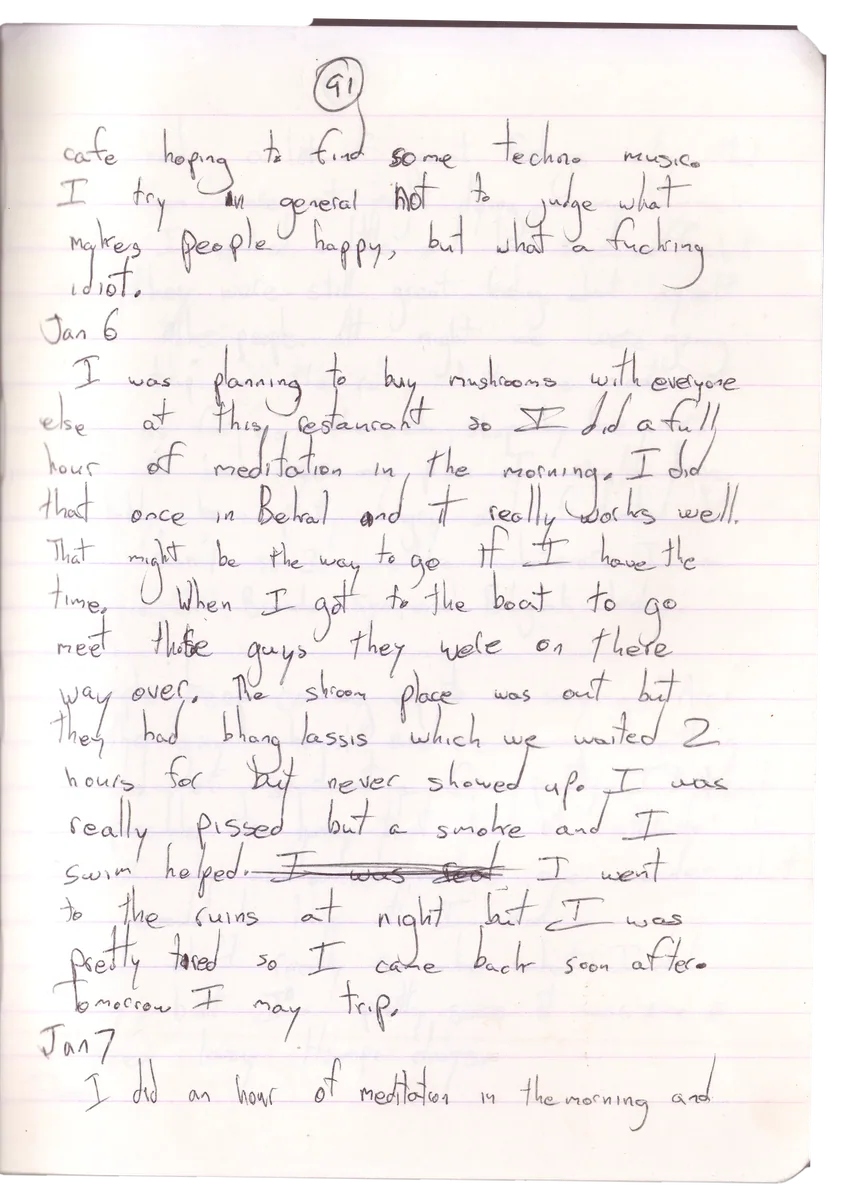 91
cafe hoping to find some techno music.
I try in general not to judge what
makes people happy, but what a fucking
idiot.
Jan 6
I was planning to buy mushrooms with everyone
else at this restaurant so I did a full
hour of meditation in the morning. I did
that once in Betral and it really works well.
That might be the way to go if I have the
time. When I got to the boat to go
meet those guys they were on there
way over. The shroom place was out but
they had bhang lassis which we waited 2
hours for but never showed up. I was
really pissed but a smoke and I
swim helped. I was I went
to the ruins at night but I was
pretty tired so I came back soon after.
Tomorrow I may trip.
Jan 7
I did an hour of meditation in the morning and